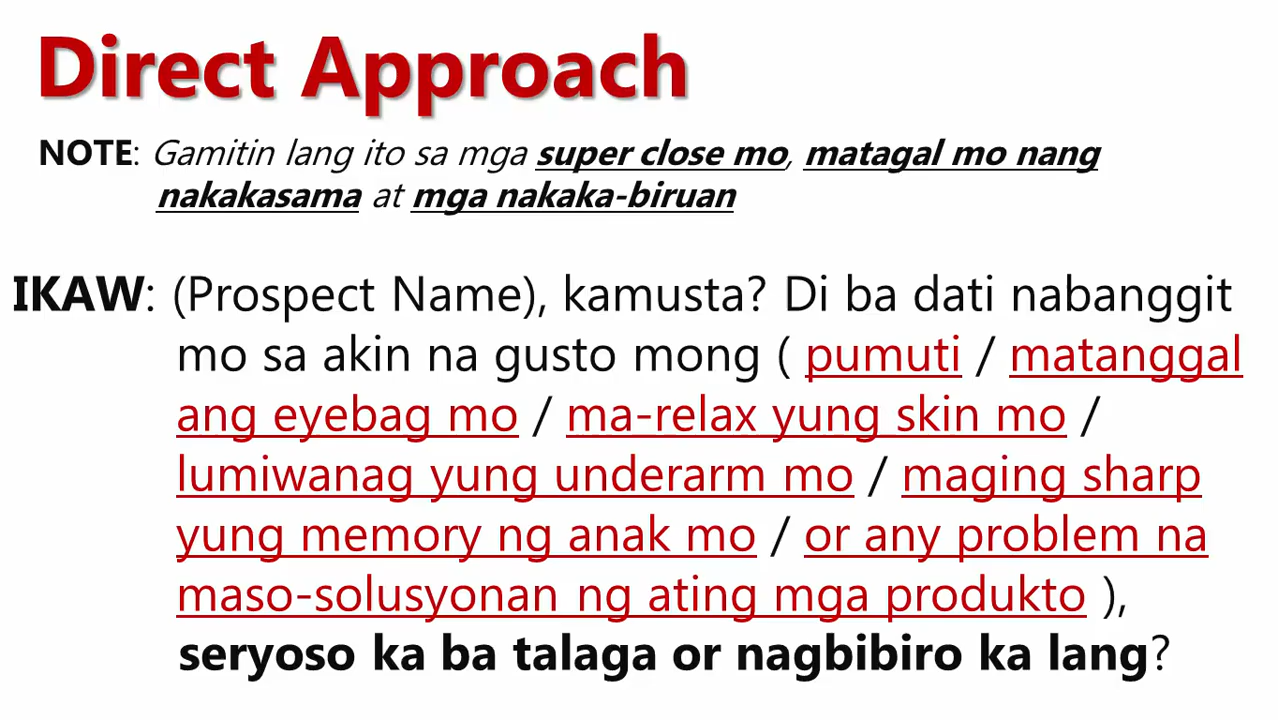 Direct Approach
NOTE: Gamitin lang ito sa mga super close mo, matagal mo nang
nakakasama at mga nakaka-biruan
IKAW: (Prospect Name), kamusta? Di ba dati nabanggit
mo sa akin na gusto mong ( pumuti / matanggal
ang eyebag mo / ma-relax yung skin mo /
lumiwanag yung underarm mo / maging sharp
yung memory ng anak mo / or any problem na
maso-solusyonan ng ating mga produkto ),
seryoso ka ba talaga or nagbibiro ka lang?